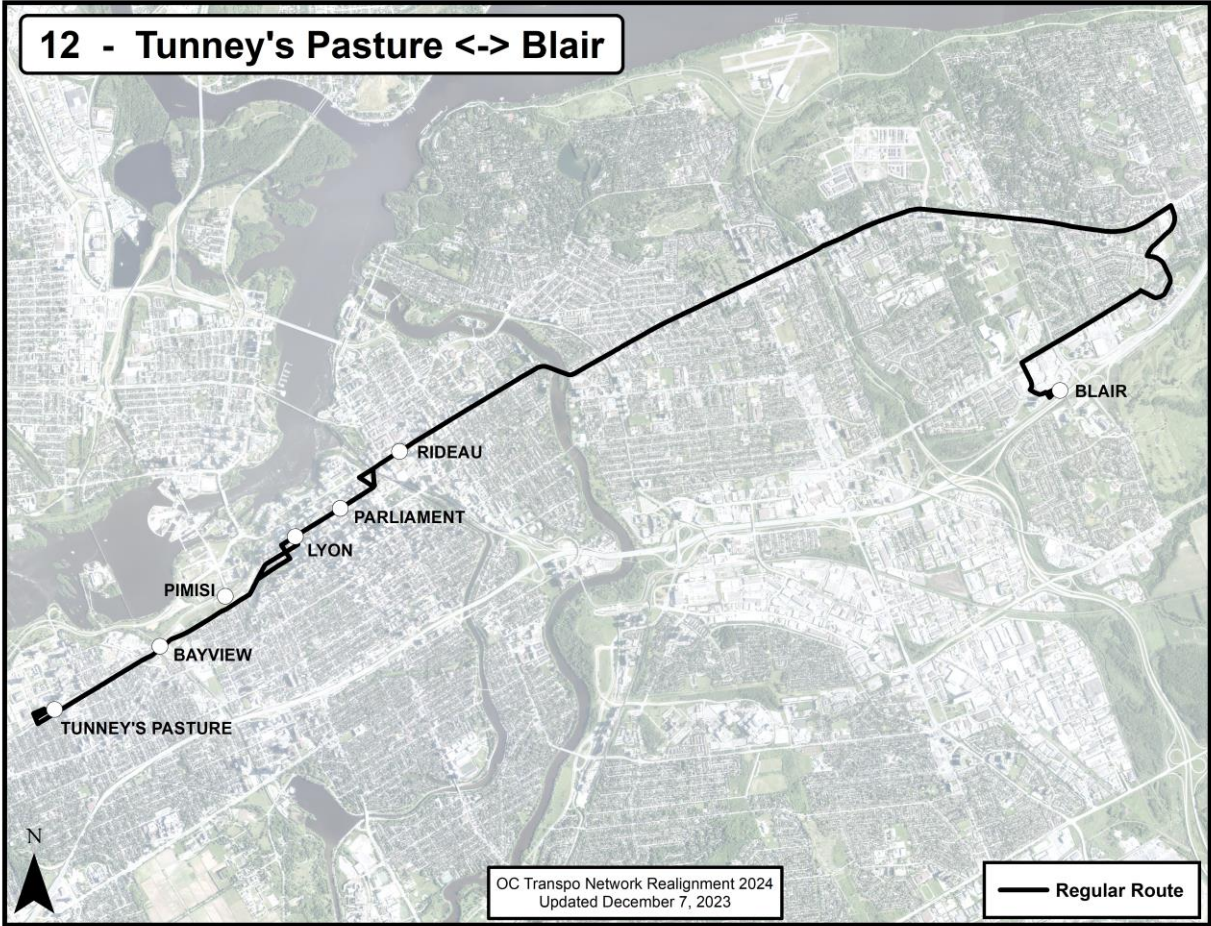 12 - Tunney's Pasture <-> Blair
BLAIR
RIDEAU
PARLIAMENT
LYON
PIMISI
BAYVIEW
TUNNEY'S PASTURE
N
OC Transpo Network Realignment 2024
Updated December 7, 2023
Regular Route